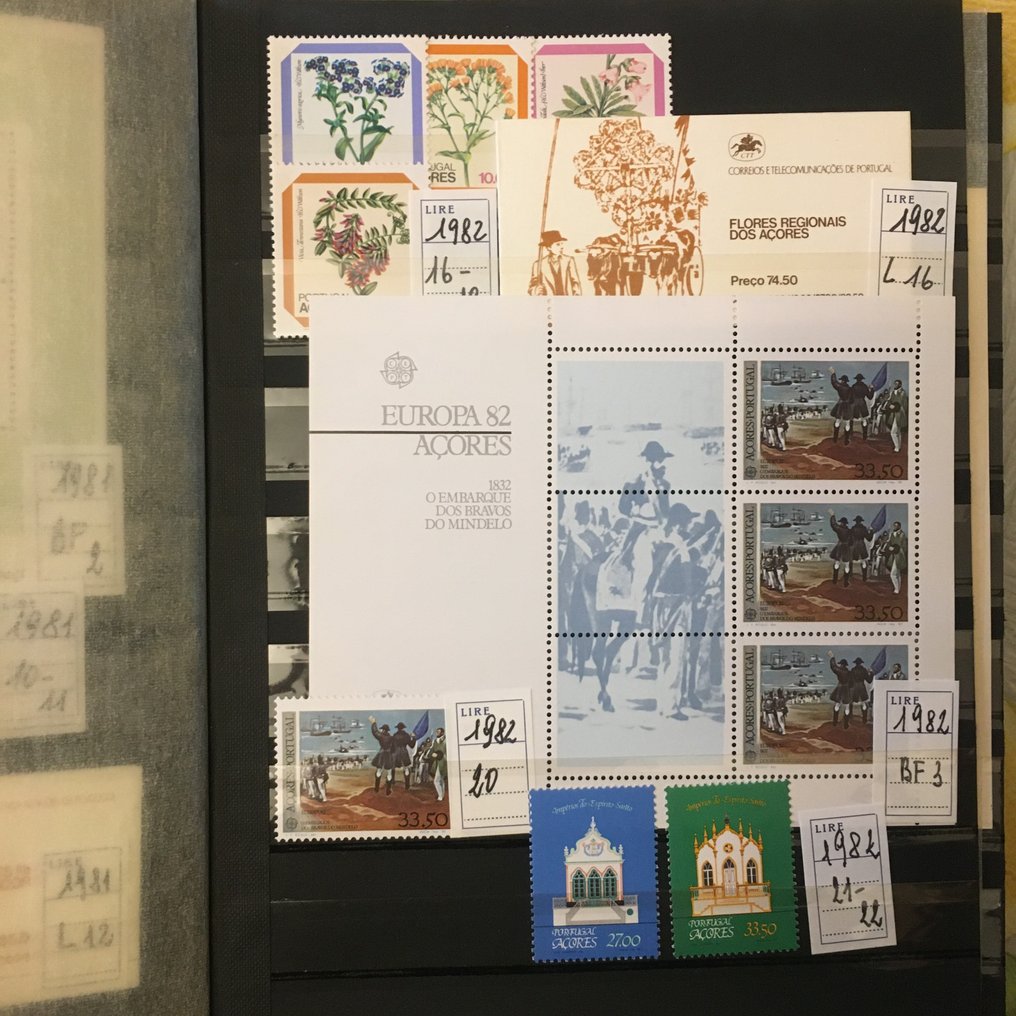 PORTUGAL
10.
LIRE
1982
16-
CTT
CORREIOS E TELECOMUNICAÇÕES DE PORTUGAL
FLORES REGIONAIS
DOS AÇORES
Preço 74.50
LIRE
1982
L 16
EUROPA 82
AÇORES
1832
O EMBARQUE
DOS BRAVOS
DO MINDELO
AÇORES-PORTUGAL
33.50
AÇORES-PORTUGAL
33.50
AÇORES-PORTUGAL
33.50
LIRE
1982
BF 3
AÇORES-PORTUGAL
33.50
LIRE
1982
20
Impérios do Espírito Santo
PORTUGAL
AÇORES 27.00
Impérios do Espírito Santo
PORTUGAL
AÇORES 33.50
LIRE
1982
21-
22
1981
BF
2
1981
10-
11
LIRE
1981
L 12